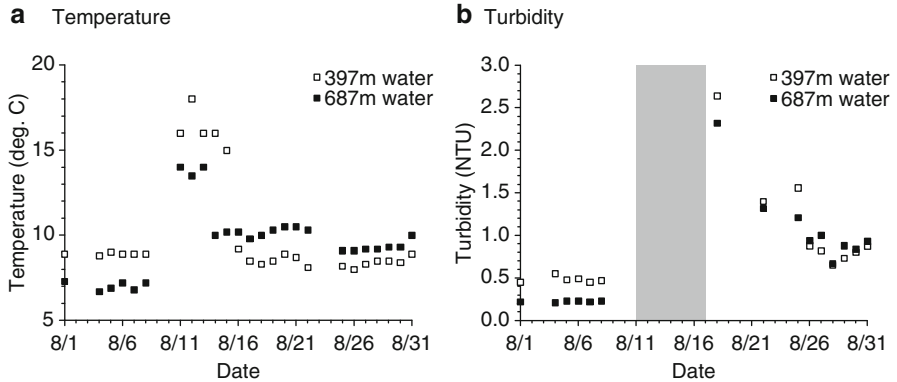 a Temperature
20
15
10
5
Temperature (deg. C)
397m water
687m water
8/1 8/6 8/11 8/16 8/21 8/26 8/31
Date
b Turbidity
3.0
2.5
2.0
1.5
1.0
0.5
0.0
Turbidity (NTU)
397m water
687m water
8/1 8/6 8/11 8/16 8/21 8/26 8/31
Date